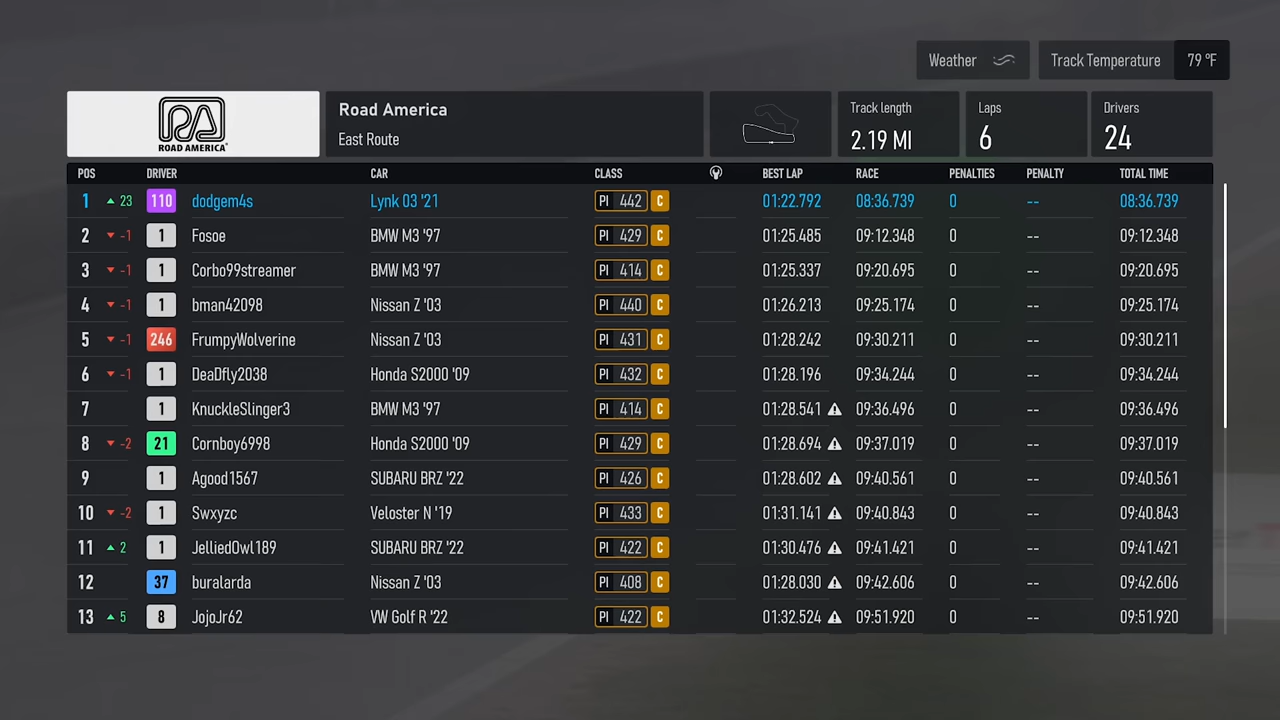 Weather Track Temperature 79 °F
RA
ROAD AMERICA
Road America
East Route
Track length
2.19 MI
Laps
6
Drivers
24
POS DRIVER CAR CLASS BEST LAP RACE PENALTIES PENALTY TOTAL TIME
1 23 110 dodgem4s Lynk 03 '21 PI 442 C 01:22.792 08:36.739 0 -- 08:36.739
2 -1 1 Fosoe BMW M3 '97 PI 429 C 01:25.485 09:12.348 0 -- 09:12.348
3 -1 1 Corbo99streamer BMW M3 '97 PI 414 C 01:25.337 09:20.695 0 -- 09:20.695
4 -1 1 bman42098 Nissan Z '03 PI 440 C 01:26.213 09:25.174 0 -- 09:25.174
5 -1 246 FrumpyWolverine Nissan Z '03 PI 431 C 01:28.242 09:30.211 0 -- 09:30.211
6 -1 1 DeaDfly2038 Honda S2000 '09 PI 432 C 01:28.196 09:34.244 0 -- 09:34.244
7 1 KnuckleSlinger3 BMW M3 '97 PI 414 C 01:28.541 09:36.496 0 -- 09:36.496
8 -2 21 Cornboy6998 Honda S2000 '09 PI 429 C 01:28.694 09:37.019 0 -- 09:37.019
9 1 Agood1567 SUBARU BRZ '22 PI 426 C 01:28.602 09:40.561 0 -- 09:40.561
10 -2 1 Swxyzc Veloster N '19 PI 433 C 01:31.141 09:40.843 0 -- 09:40.843
11 2 1 JelliedOwl189 SUBARU BRZ '22 PI 422 C 01:30.476 09:41.421 0 -- 09:41.421
12 37 buralarda Nissan Z '03 PI 408 C 01:28.030 09:42.606 0 -- 09:42.606
13 5 8 JojoJr62 VW Golf R '22 PI 422 C 01:32.524 09:51.920 0 -- 09:51.920